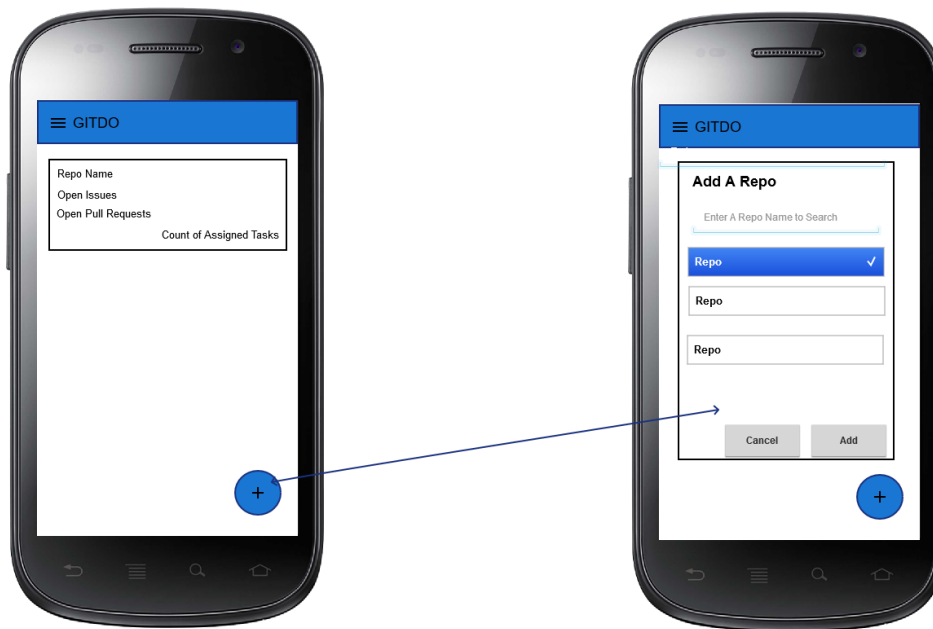 GITDO
Repo Name
Open Issues
Open Pull Requests
Count of Assigned Tasks
+
GITDO
Add A Repo
Enter A Repo Name to Search
Repo ✓
Repo
Repo
Cancel Add
+